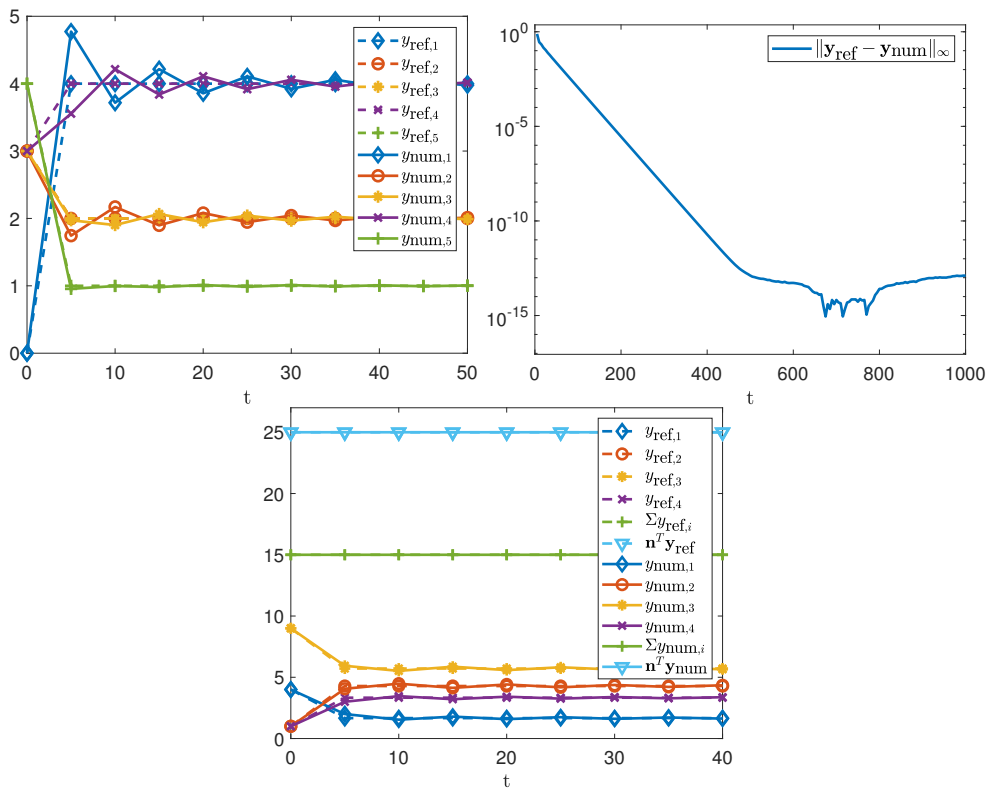 5
4
3
2
1
0
0
10
20
30
40
50
t
y_ref,1
y_ref,2
y_ref,3
y_ref,4
y_ref,5
y_num,1
y_num,2
y_num,3
y_num,4
y_num,5
10^0
10^-5
10^-10
10^-15
0
200
400
600
800
1000
t
‖y_ref − y_num‖_∞
25
20
15
10
5
0
0
10
20
30
40
t
y_ref,1
y_ref,2
y_ref,3
y_ref,4
Σy_ref,i
n^T y_ref
y_num,1
y_num,2
y_num,3
y_num,4
Σy_num,i
n^T y_num